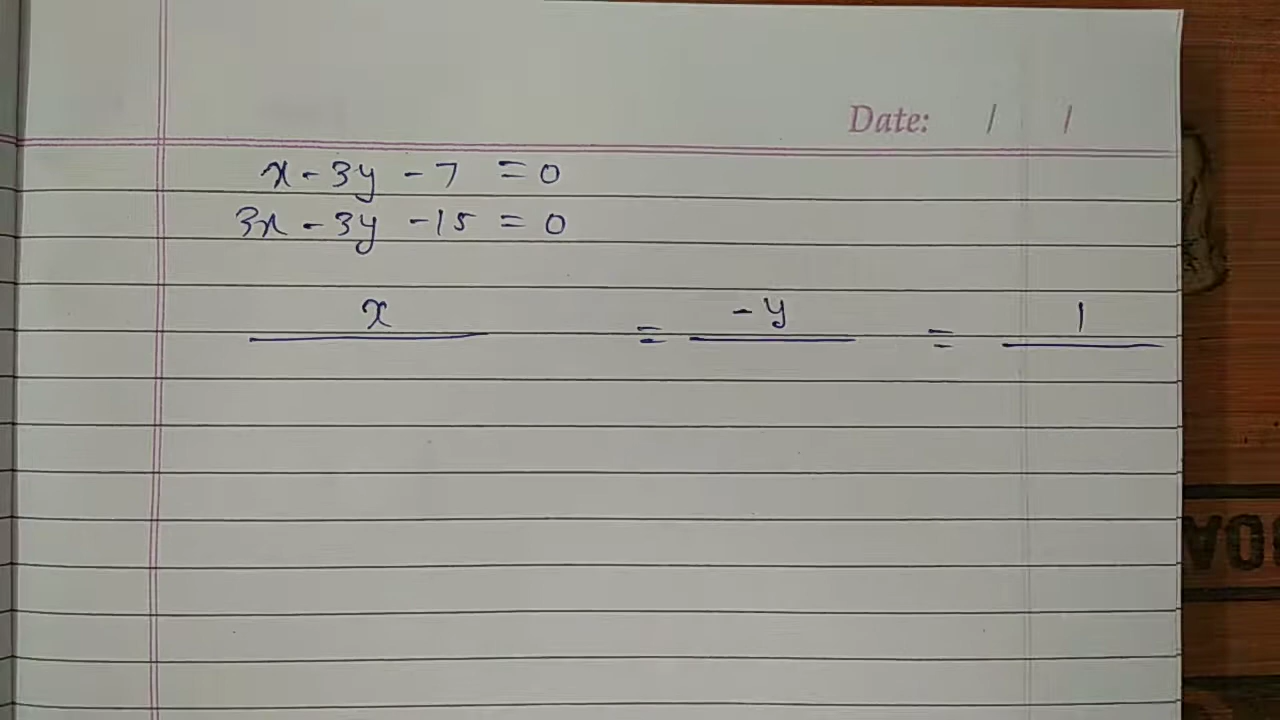 Date: / /
x - 3y - 7 = 0
3x - 3y - 15 = 0
x = -y = 1